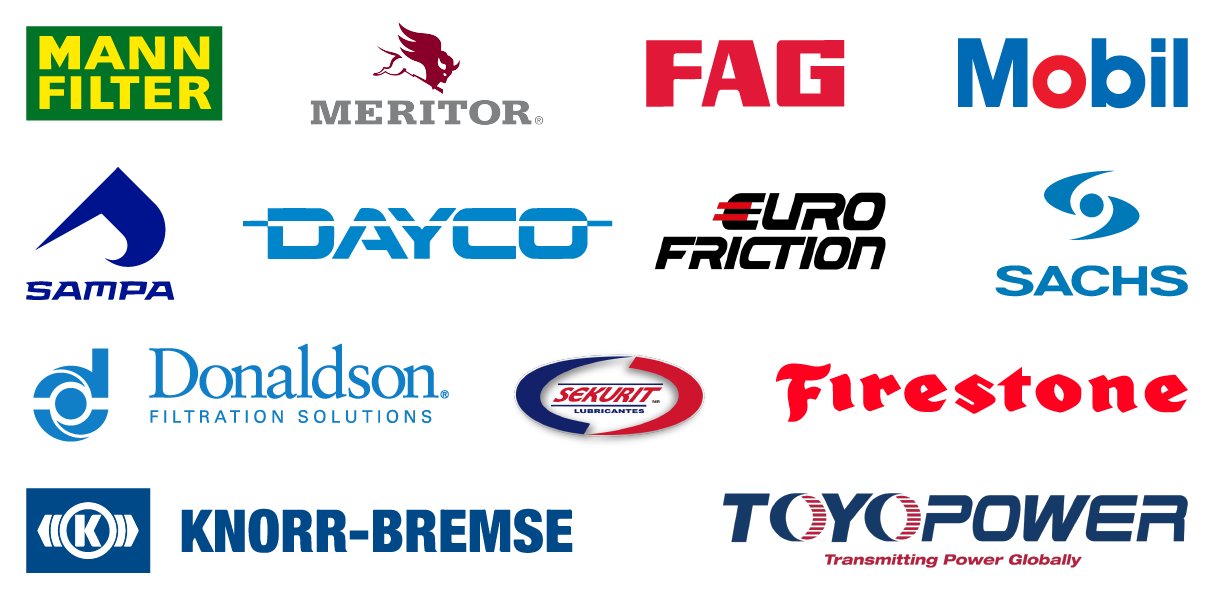 MANN
FILTER
MERITOR®
FAG
Mobil
SAMPA
DAYCO
EURO
FRICTION
SACHS
d
Donaldson®
FILTRATION SOLUTIONS
SEKURIT
LUBRICANTES
Firestone
K
KNORR-BREMSE
TOYOPOWER
Transmitting Power Globally